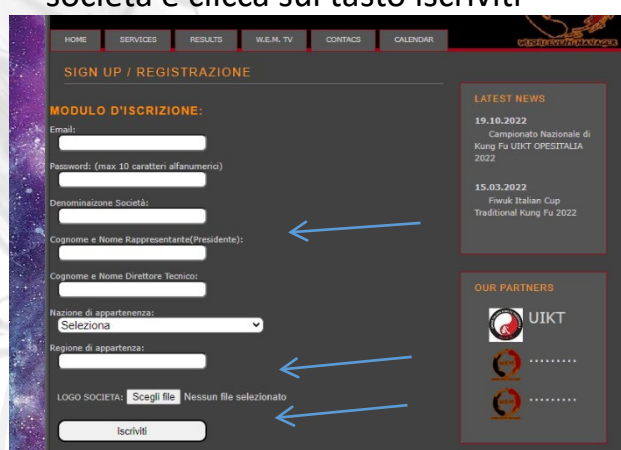 società e clicca sul tasto iscriviti
HOME SERVICES RESULTS W.E.M. TV CONTACS CALENDAR
SIGN UP / REGISTRAZIONE
MODULO D'ISCRIZIONE:
Email:
Password: (max 10 caratteri alfanumerici)
Denominaizone Società:
Cognome e Nome Rappresentante(Presidente):
Cognome e Nome Direttore Tecnico:
Nazione di appartenenza:
Seleziona
Regione di appartenza:
LOGO SOCIETA: Scegli file Nessun file selezionato
Iscriviti
LATEST NEWS
19.10.2022
Campionato Nazionale di
Kung Fu UIKT OPESITALIA
2022
15.03.2022
Fiwuk Italian Cup
Traditional Kung Fu 2022
OUR PARTNERS
UIKT
.........
.........